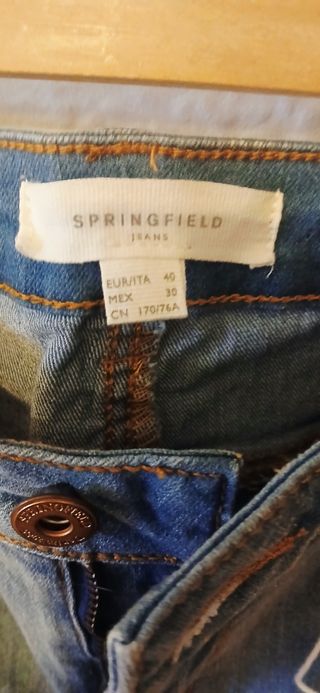 SPRINGFIELD
JEANS
EUR/ITA 40
MEX 30
CN 170/76A